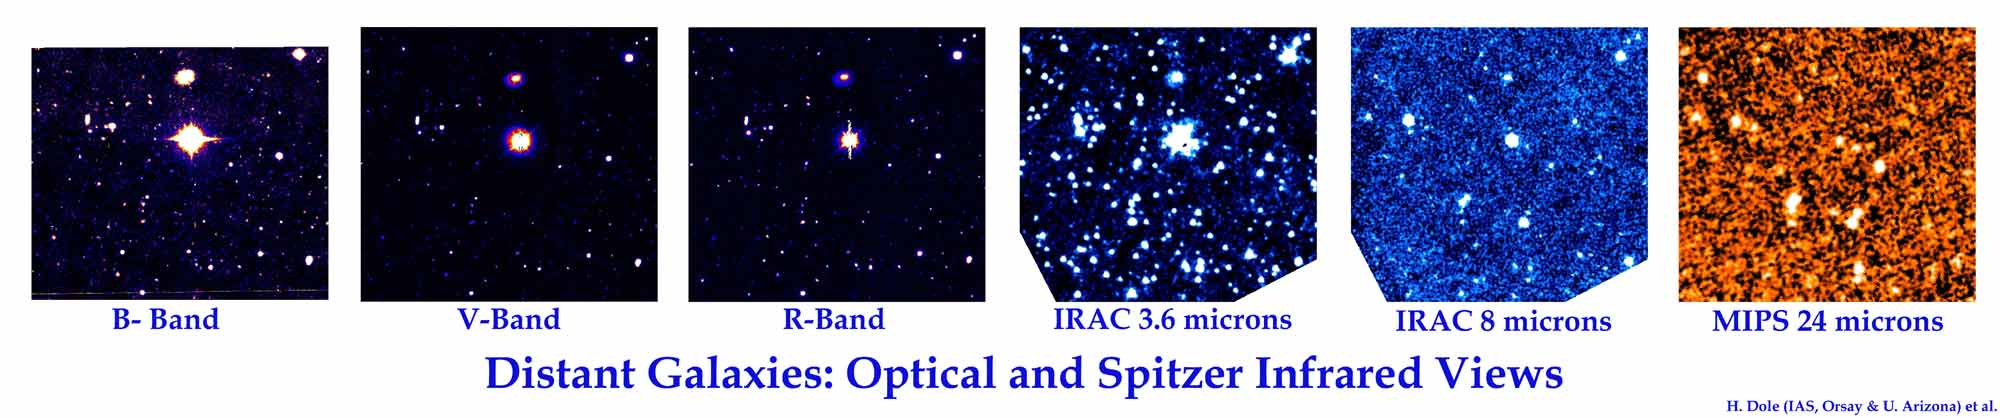 B- Band
V-Band
R-Band
IRAC 3.6 microns
IRAC 8 microns
MIPS 24 microns
Distant Galaxies: Optical and Spitzer Infrared Views
H. Dole (IAS, Orsay & U. Arizona) et al.